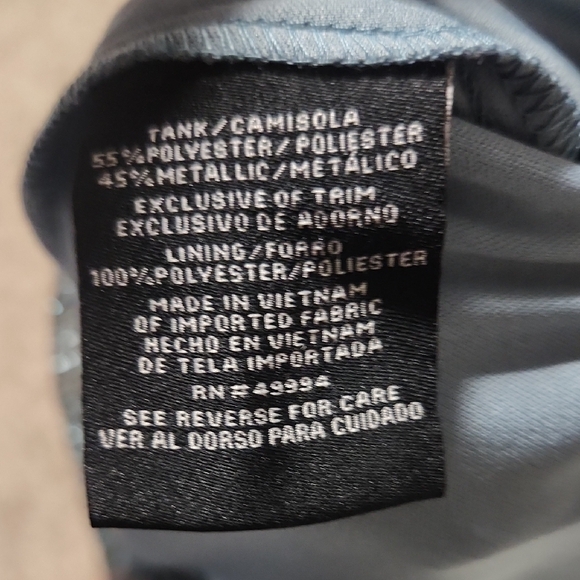 TANK/CAMISOLA
55%POLYESTER/POLIESTER
45%METALLIC/METÁLICO
EXCLUSIVE OF TRIM
EXCLUSIVO DE ADORNO
LINING/FORRO
100%POLYESTER/POLIESTER
MADE IN VIETNAM
OF IMPORTED FABRIC
HECHO EN VIETNAM
DE TELA IMPORTADA
RN#49994
SEE REVERSE FOR CARE
VER AL DORSO PARA CUIDADO